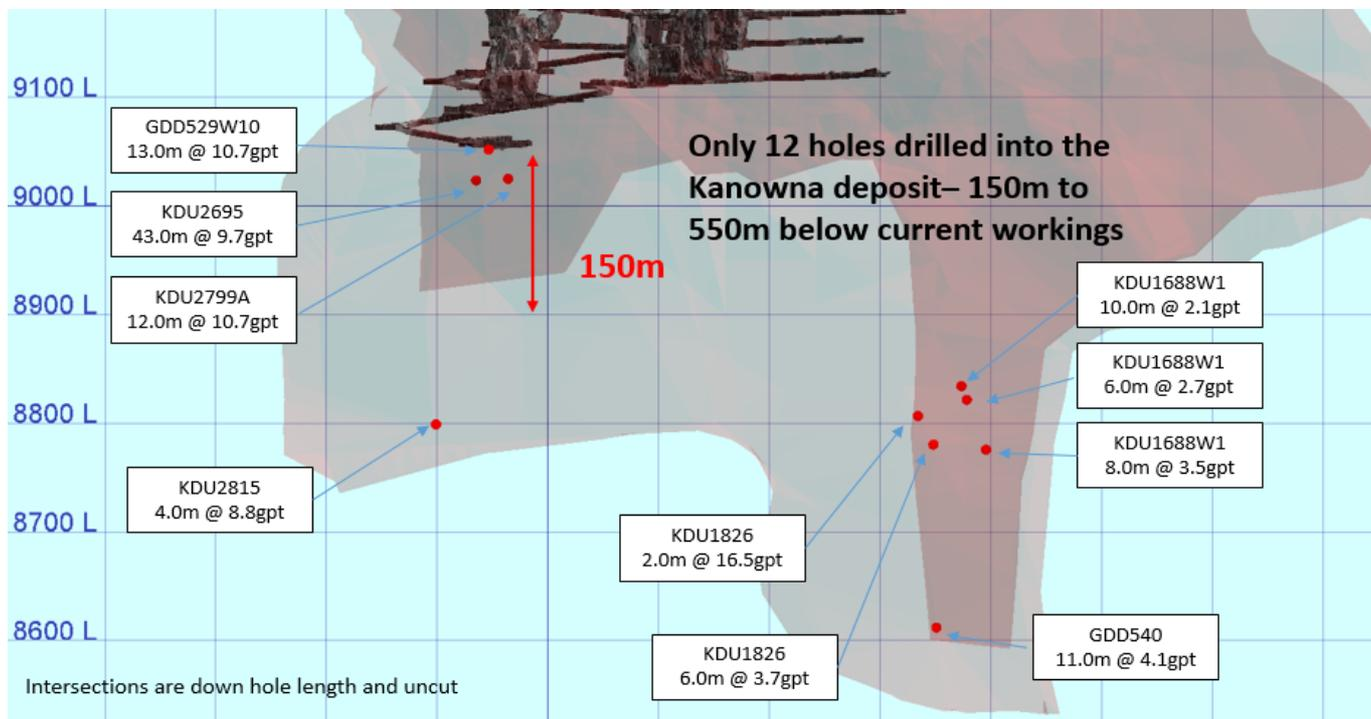 9100 L
GDD529W10
13.0m @ 10.7gpt
Only 12 holes drilled into the
Kanowna deposit– 150m to
550m below current workings
9000 L
KDU2695
43.0m @ 9.7gpt
150m
KDU2799A
12.0m @ 10.7gpt
8900 L
KDU1688W1
10.0m @ 2.1gpt
KDU1688W1
6.0m @ 2.7gpt
8800 L
KDU1688W1
8.0m @ 3.5gpt
KDU2815
4.0m @ 8.8gpt
8700 L
KDU1826
2.0m @ 16.5gpt
8600 L
KDU1826
6.0m @ 3.7gpt
GDD540
11.0m @ 4.1gpt
Intersections are down hole length and uncut